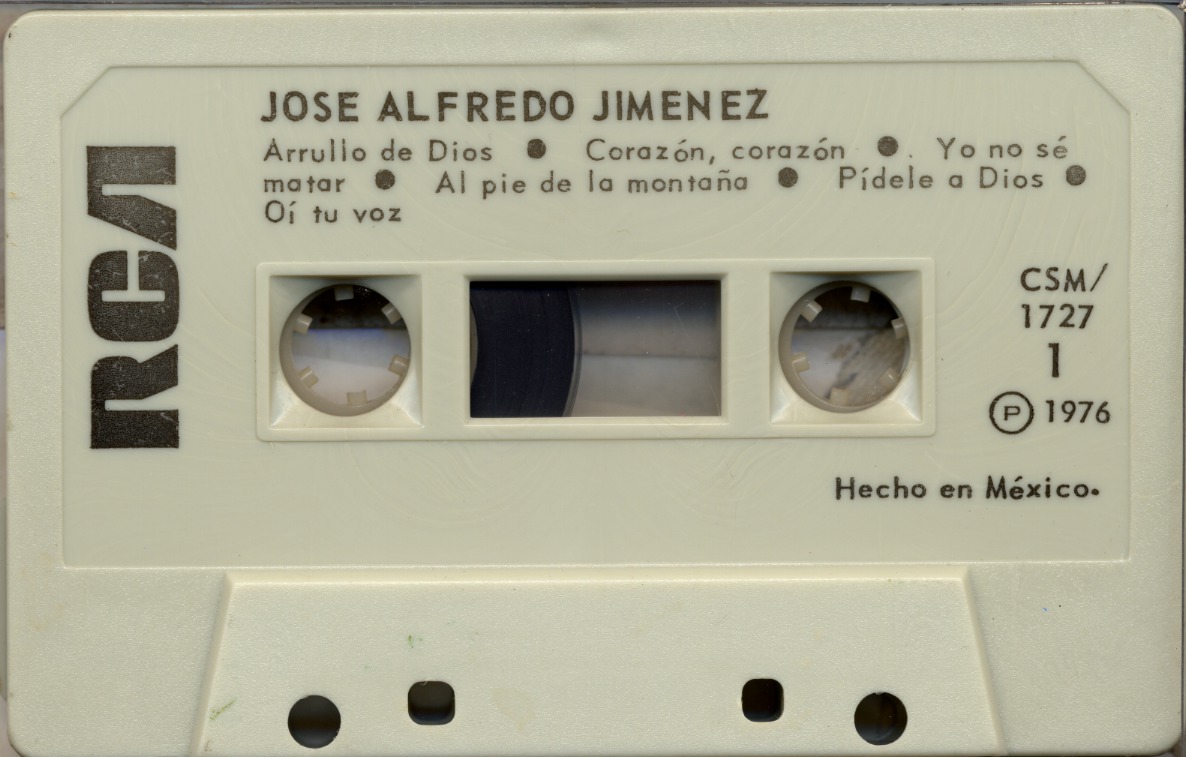 JOSE ALFREDO JIMENEZ
Arrullo de Dios ● Corazón, corazón ● Yo no sé
matar ● Al pie de la montaña ● Pídele a Dios ●
Oí tu voz
RCA
CSM/
1727
1
Ⓟ 1976
Hecho en México.